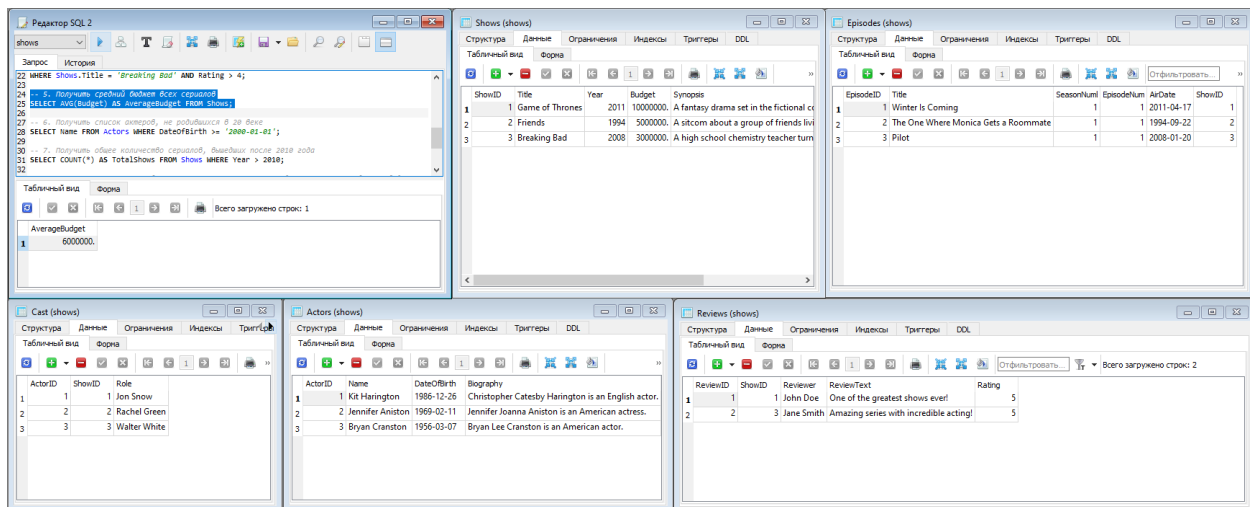 Редактор SQL 2
shows
Запрос История
22 WHERE Shows.Title = 'Breaking Bad' AND Rating > 4;
23
24 -- 5. Получить средний бюджет всех сериалов
25 SELECT AVG(Budget) AS AverageBudget FROM Shows;
26
27 -- 6. Получить список актеров, не родившихся в 20 веке
28 SELECT Name FROM Actors WHERE DateOfBirth >= '2000-01-01';
29
30 -- 7. Получить общее количество сериалов, вышедших после 2010 года
31 SELECT COUNT(*) AS TotalShows FROM Shows WHERE Year > 2010;
32
Табличный вид Форма
1 Всего загружено строк: 1
AverageBudget
1 6000000.
Shows (shows)
Структура Данные Ограничения Индексы Триггеры DDL
Табличный вид Форма
1 »
ShowID Title Year Budget Synopsis
1 1 Game of Thrones 2011 10000000. A fantasy drama set in the fictional co
2 2 Friends 1994 5000000. A sitcom about a group of friends livi
3 3 Breaking Bad 2008 3000000. A high school chemistry teacher turn
Episodes (shows)
Структура Данные Ограничения Индексы Триггеры DDL
Табличный вид Форма
1 Отфильтровать... »
EpisodeID Title SeasonNuml EpisodeNum AirDate ShowID
1 1 Winter Is Coming 1 1 2011-04-17 1
2 2 The One Where Monica Gets a Roommate 1 1 1994-09-22 2
3 3 Pilot 1 1 2008-01-20 3
Cast (shows)
Структура Данные Ограничения Индексы
Табличный вид Форма
1 »
ActorID ShowID Role
1 1 1 Jon Snow
2 2 2 Rachel Green
3 3 3 Walter White
Actors (shows)
Структура Данные Ограничения Индексы Триггеры DDL
Табличный вид Форма
1 »
ActorID Name DateOfBirth Biography
1 1 Kit Harington 1986-12-26 Christopher Catesby Harington is an English actor.
2 2 Jennifer Aniston 1969-02-11 Jennifer Joanna Aniston is an American actress.
3 3 Bryan Cranston 1956-03-07 Bryan Lee Cranston is an American actor.
Reviews (shows)
Структура Данные Ограничения Индексы Триггеры DDL
Табличный вид Форма
1 Отфильтровать... Всего загружено строк: 2
ReviewID ShowID Reviewer ReviewText Rating
1 1 1 John Doe One of the greatest shows ever! 5
2 2 3 Jane Smith Amazing series with incredible acting! 5